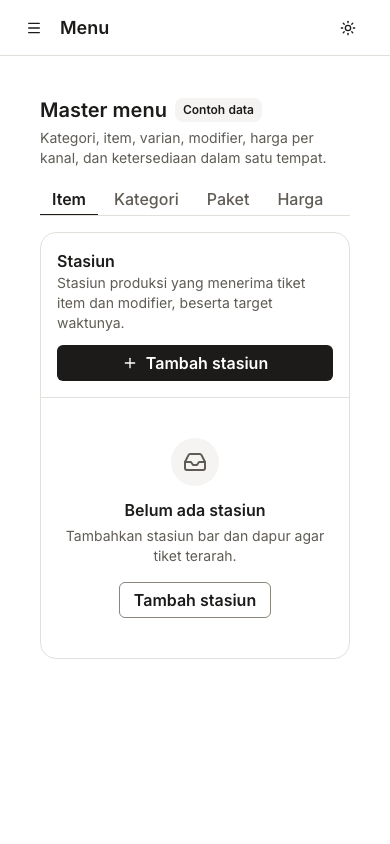 Menu
Master menu
Contoh data
Kategori, item, varian, modifier, harga per
kanal, dan ketersediaan dalam satu tempat.
Item
Kategori
Paket
Harga
Stasiun
Stasiun produksi yang menerima tiket
item dan modifier, beserta target
waktunya.
+ Tambah stasiun
Belum ada stasiun
Tambahkan stasiun bar dan dapur agar
tiket terarah.
Tambah stasiun